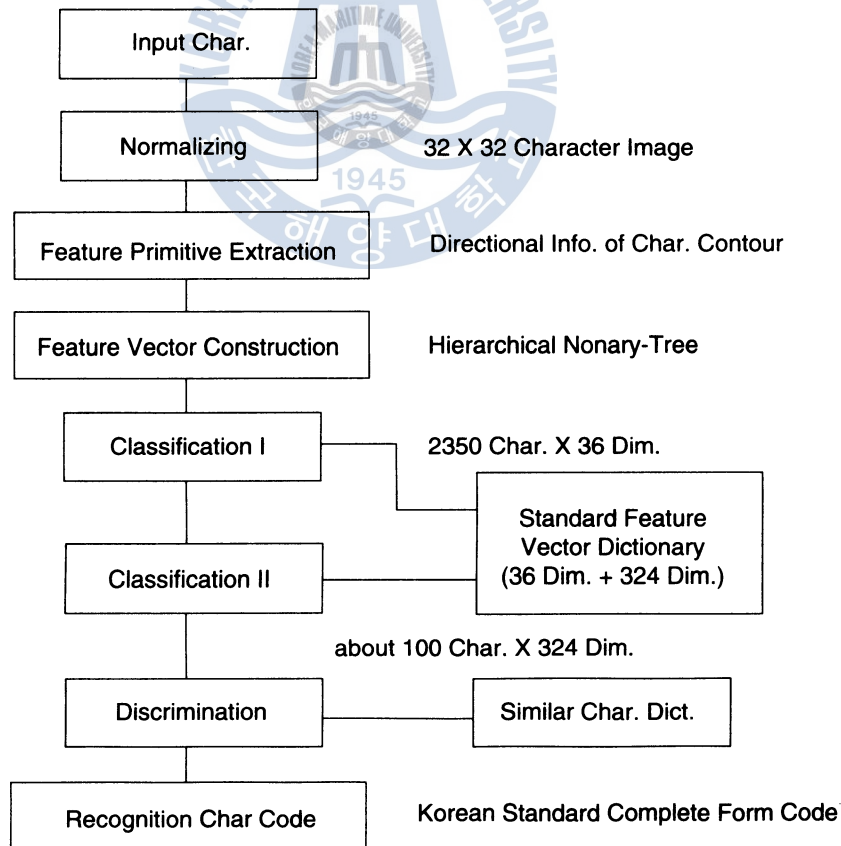 Input Char.
Normalizing
32 X 32 Character Image
Feature Primitive Extraction
Directional Info. of Char. Contour
Feature Vector Construction
Hierarchical Nonary-Tree
Classification I
2350 Char. X 36 Dim.
Standard Feature
Vector Dictionary
(36 Dim. + 324 Dim.)
Classification II
about 100 Char. X 324 Dim.
Discrimination
Similar Char. Dict.
Recognition Char Code
Korean Standard Complete Form Code
1945
1945